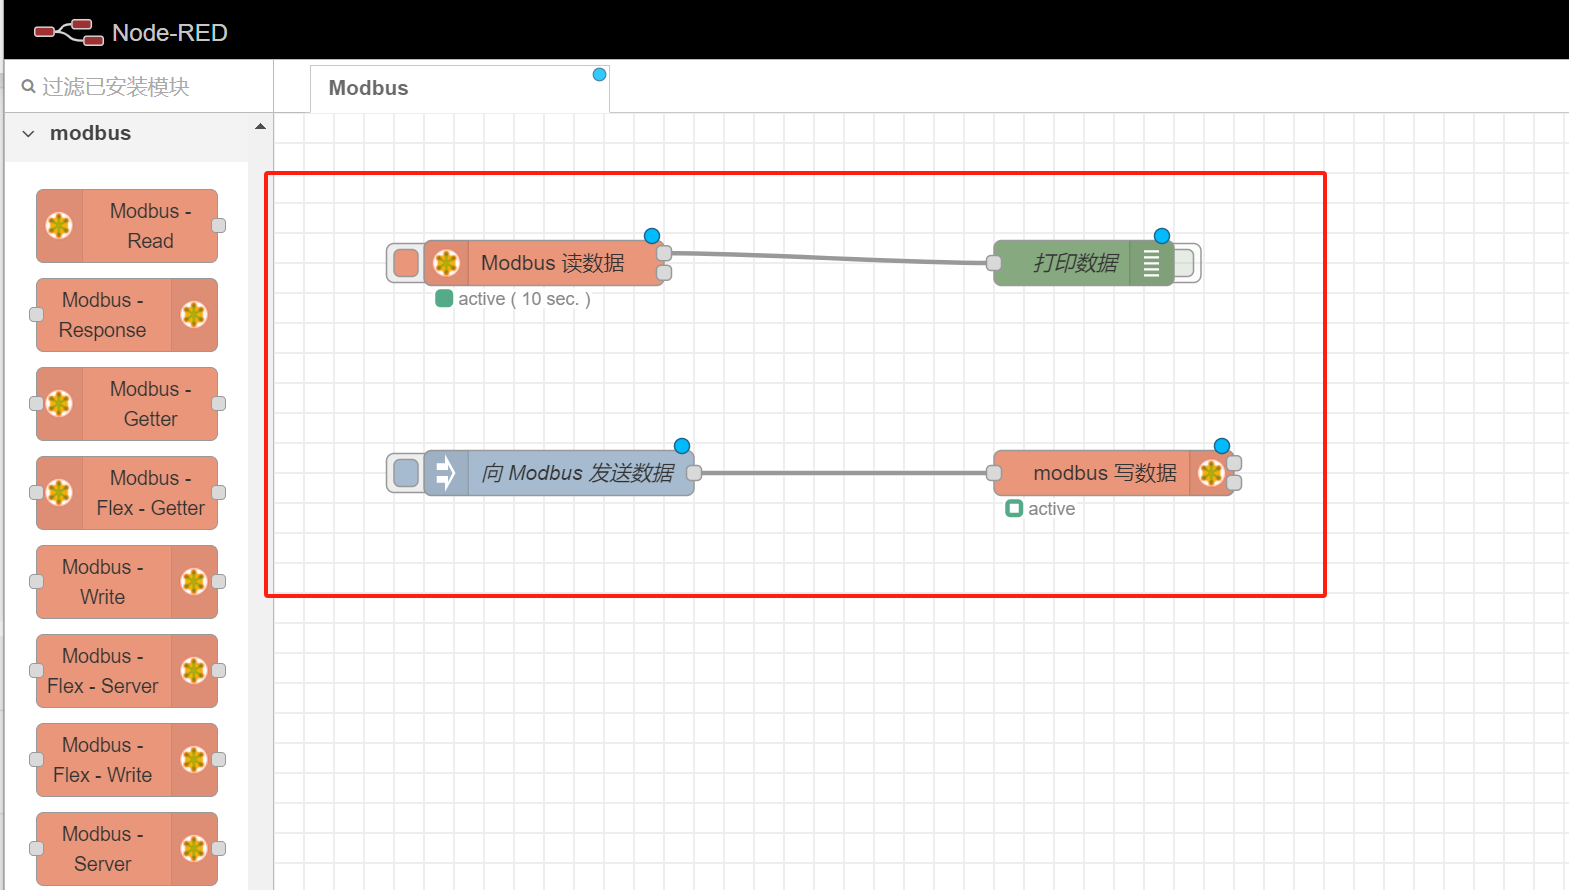 Node-RED
过滤已安装模块
Modbus
modbus
Modbus -
Read
Modbus -
Response
Modbus -
Getter
Modbus -
Flex - Getter
Modbus -
Write
Modbus -
Flex - Server
Modbus -
Flex - Write
Modbus -
Server
Modbus 读数据
active ( 10 sec. )
打印数据
向 Modbus 发送数据
modbus 写数据
active